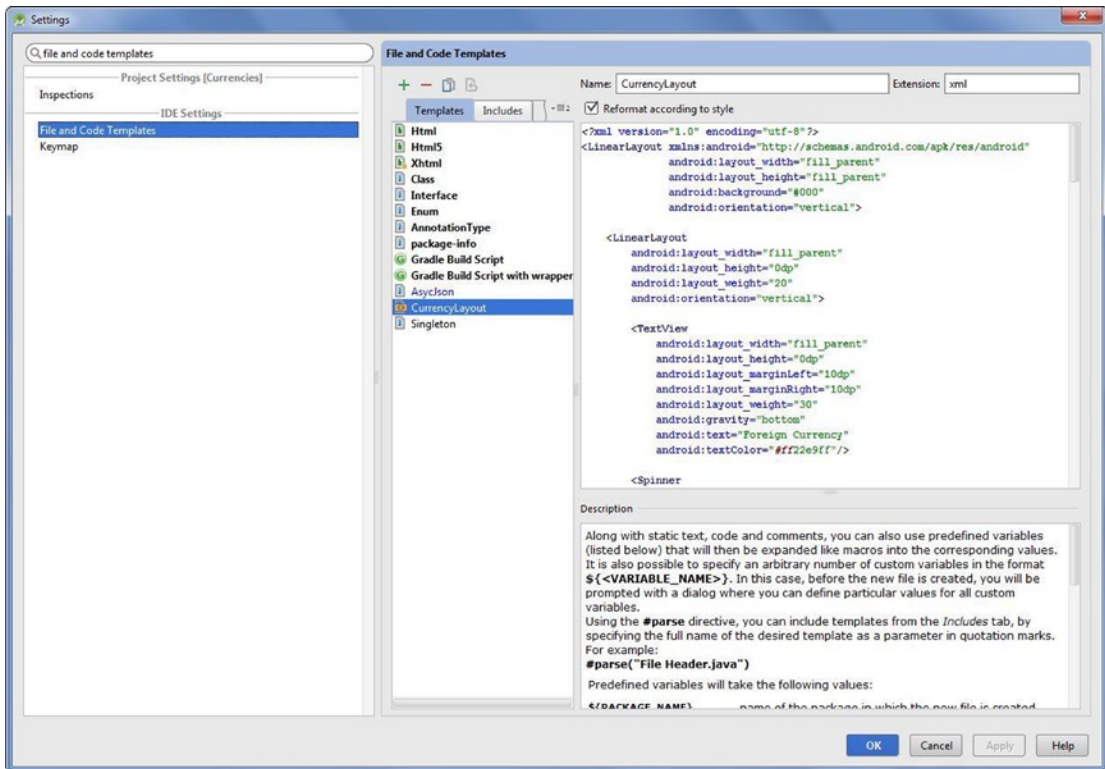 Settings
file and code templates
Project Settings [Currencies]
Inspections
IDE Settings
File and Code Templates
Keymap
File and Code Templates
Templates
Includes
Html
Html5
Xhtml
Class
Interface
Enum
AnnotationType
package-info
Gradle Build Script
Gradle Build Script with wrapper
AsycJson
CurrencyLayout
Singleton
Name: CurrencyLayout
Extension: xml
Reformat according to style
<?xml version="1.0" encoding="utf-8"?>
<LinearLayout xmlns:android="http://schemas.android.com/apk/res/android"
android:layout_width="fill_parent"
android:layout_height="fill_parent"
android:background="#000"
android:orientation="vertical">
<LinearLayout
android:layout_width="fill_parent"
android:layout_height="0dp"
android:layout_weight="20"
android:orientation="vertical">
<TextView
android:layout_width="fill_parent"
android:layout_height="0dp"
android:layout_marginLeft="10dp"
android:layout_marginRight="10dp"
android:layout_weight="30"
android:gravity="bottom"
android:text="Foreign Currency"
android:textColor="#ff22e9ff"/>
<Spinner
Description
Along with static text, code and comments, you can also use predefined variables
(listed below) that will then be expanded like macros into the corresponding values.
It is also possible to specify an arbitrary number of custom variables in the format
${<VARIABLE_NAME>}. In this case, before the new file is created, you will be
prompted with a dialog where you can define particular values for all custom
variables.
Using the #parse directive, you can include templates from the Includes tab, by
specifying the full name of the desired template as a parameter in quotation marks.
For example:
#parse("File Header.java")
Predefined variables will take the following values:
${PACKAGE_NAME} name of the package in which the new file is created
OK
Cancel
Apply
Help